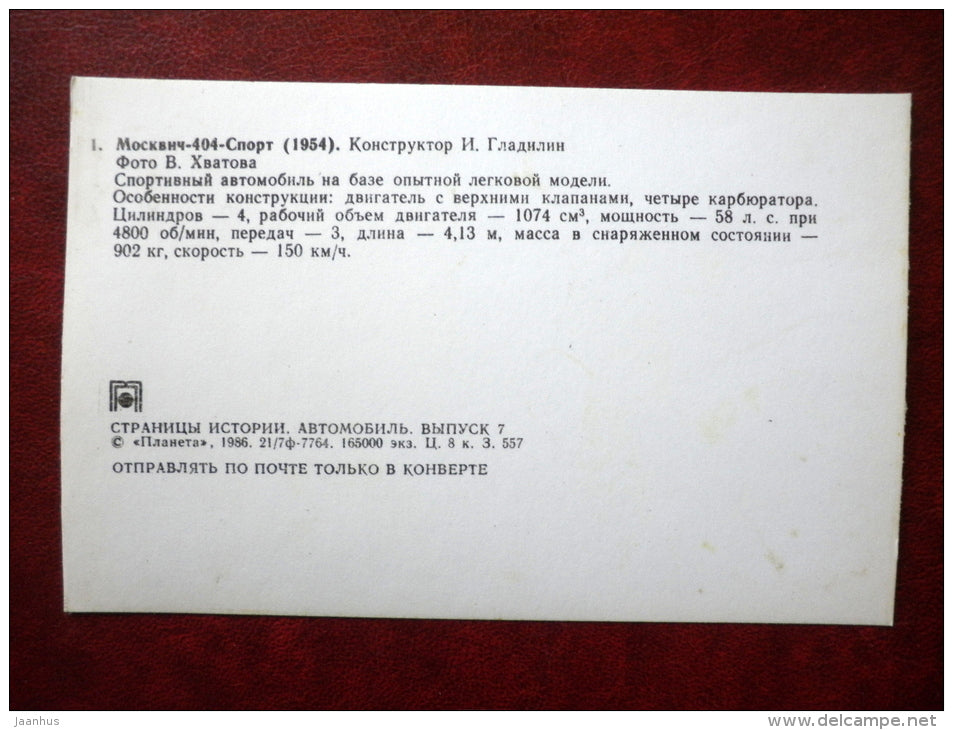 1. Москвич-404-Спорт (1954). Конструктор И. Гладилин
Фото В. Хватова
Спортивный автомобиль на базе опытной легковой модели.
Особенности конструкции: двигатель с верхними клапанами, четыре карбюратора.
Цилиндров — 4, рабочий объем двигателя — 1074 см³, мощность — 58 л. с. при
4800 об/мин, передач — 3, длина — 4,13 м, масса в снаряженном состоянии —
902 кг, скорость — 150 км/ч.
СТРАНИЦЫ ИСТОРИИ. АВТОМОБИЛЬ. ВЫПУСК 7
© «Планета», 1986. 21/7ф-7764. 165000 экз. Ц. 8 к. З. 557
ОТПРАВЛЯТЬ ПО ПОЧТЕ ТОЛЬКО В КОНВЕРТЕ
jaanhus
www.delcampe.net